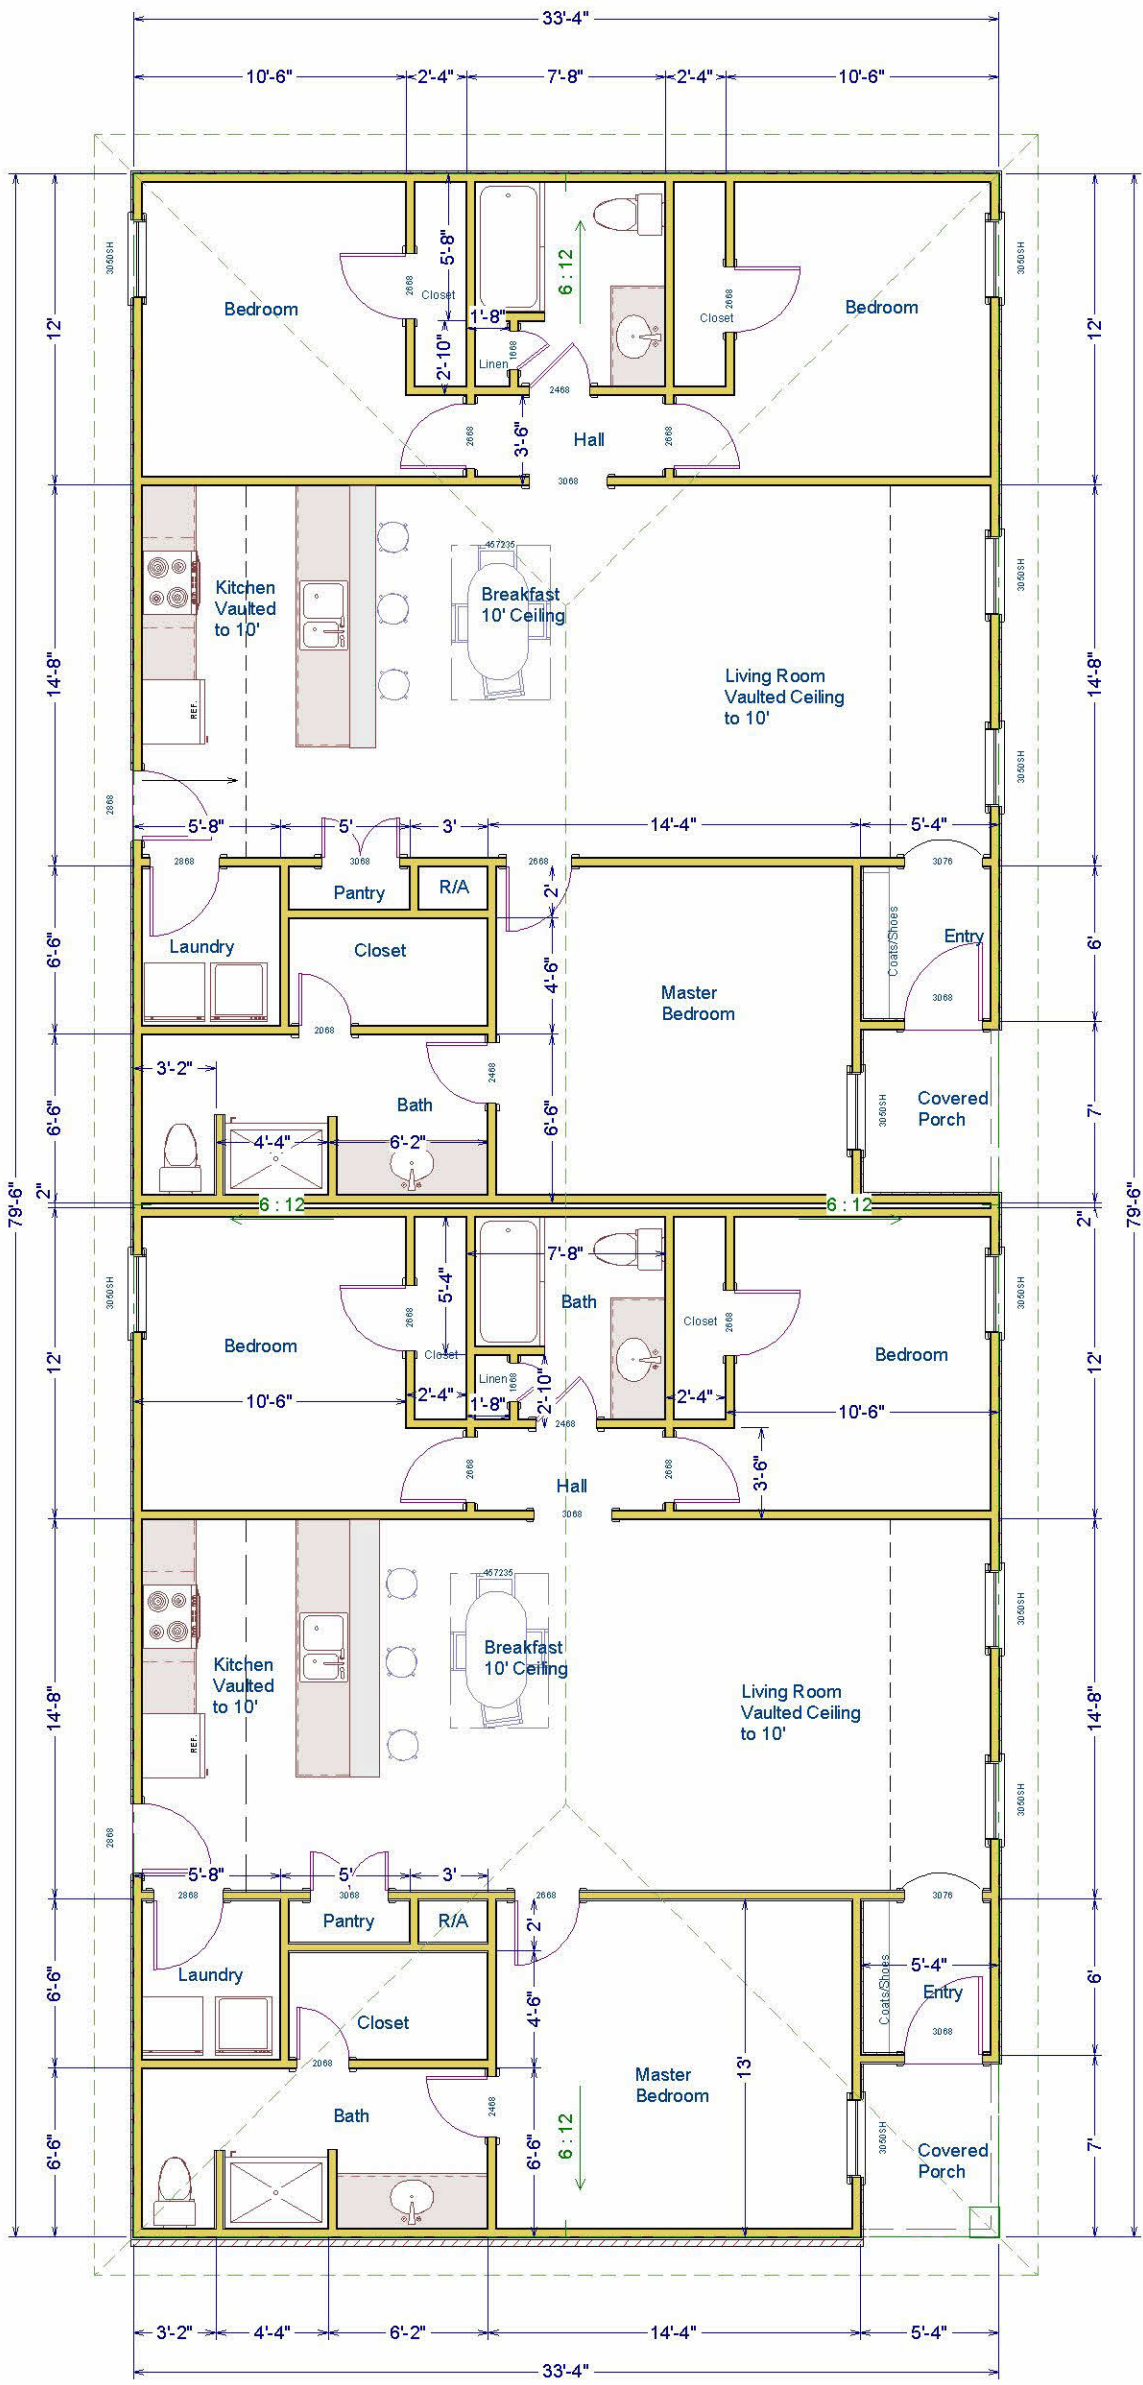 33'-4"
10'-6" 2'-4" 7'-8" 2'-4" 10'-6"
3050SH
12'
Bedroom
2668
Closet
5'-8"
6 : 12
1'-8"
2'-10"
Linen
1668
2468
Closet
2668
Bedroom
3050SH
12'
2668
3'-6"
Hall
2668
3068
14'-8"
Kitchen
Vaulted
to 10'
REF.
457235
Breakfast
10' Ceiling
Living Room
Vaulted Ceiling
to 10'
3050SH
3050SH
14'-8"
2868
5'-8" 5' 3' 14'-4" 5'-4"
2868
3068
2668
3076
Pantry
R/A
2'
Laundry
Closet
4'-6"
Coats/Shoes
Entry
6'-6"
6'
Master
Bedroom
3068
2068
3'-2"
2468
Bath
6'-6"
6'-6"
3050SH
Covered
Porch
7'
4'-4" 6'-2"
79'-6"
2"
6 : 12
6 : 12
2"
79'-6"
3050SH
12'
Bedroom
2668
Closet
5'-4"
7'-8"
Bath
Linen
1668
2'-10"
Closet
2668
Bedroom
3050SH
12'
10'-6" 2'-4" 1'-8" 2'-4" 10'-6"
2468
2668
Hall
2668
3'-6"
3068
14'-8"
Kitchen
Vaulted
to 10'
REF.
457235
Breakfast
10' Ceiling
Living Room
Vaulted Ceiling
to 10'
3050SH
3050SH
14'-8"
2868
5'-8" 5' 3'
2868
3068
2668
3076
Pantry
R/A
2'
Laundry
Closet
4'-6"
5'-4"
Coats/Shoes
Entry
3068
6'-6"
6'
2068
Master
Bedroom
13'
2468
Bath
6'-6"
6'-6"
6 : 12
3050SH
Covered
Porch
7'
3'-2" 4'-4" 6'-2" 14'-4" 5'-4"
33'-4"